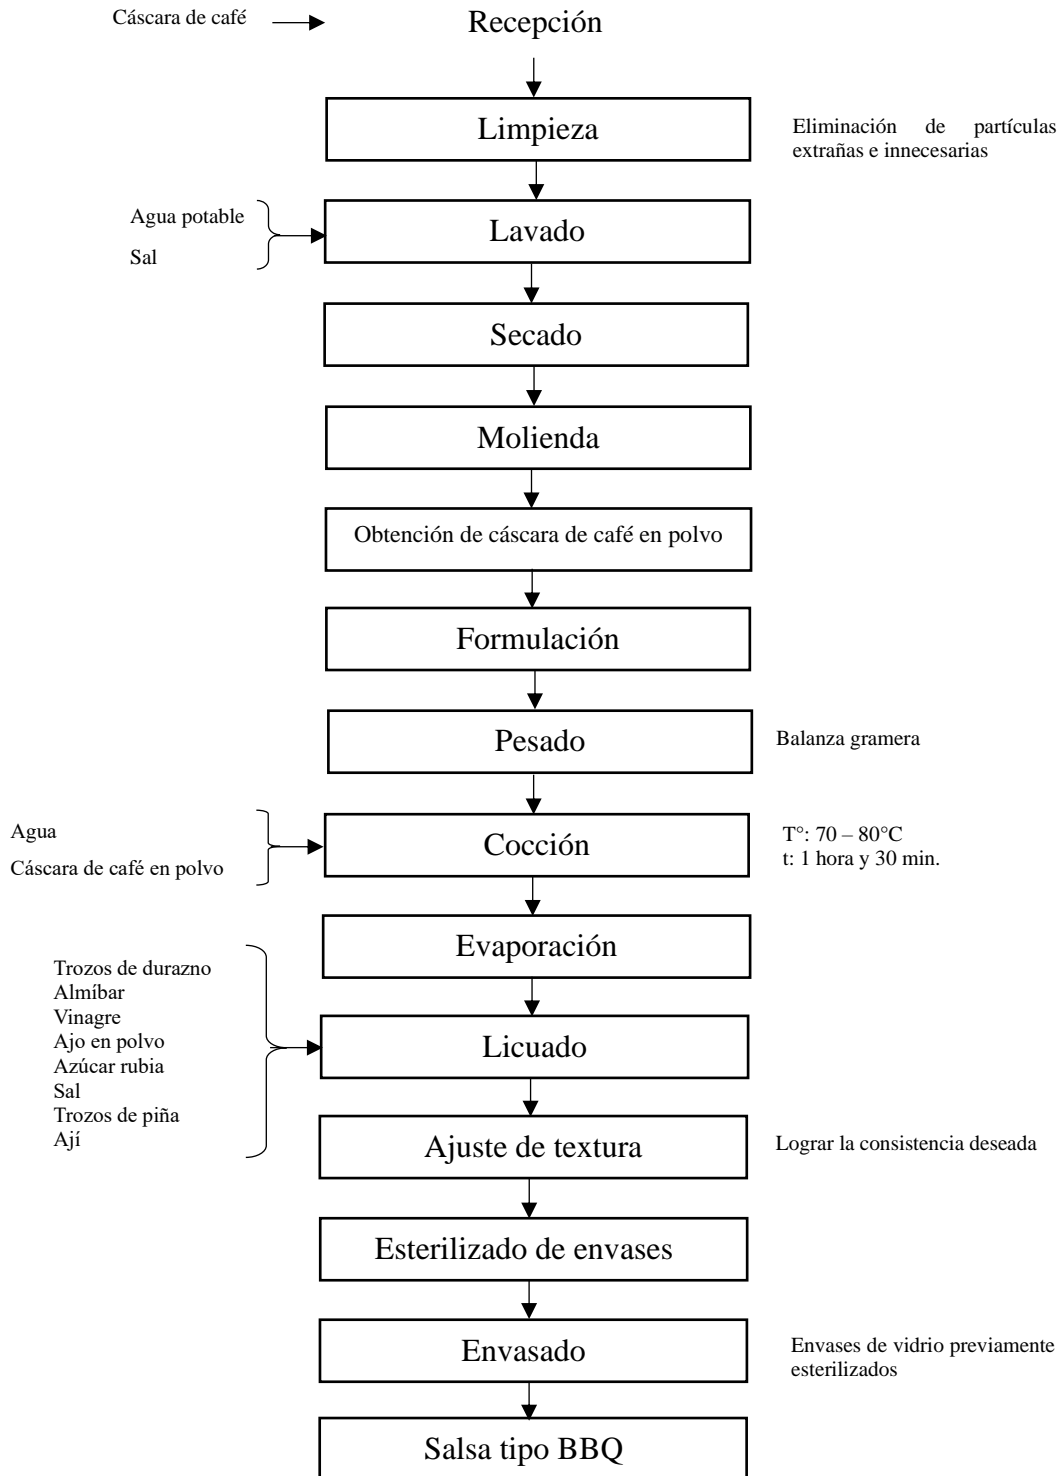 Cáscara de café
Recepción
Limpieza
Eliminación de partículas
extrañas e innecesarias
Agua potable
Sal
Lavado
Secado
Molienda
Obtención de cáscara de café en polvo
Formulación
Pesado
Balanza gramera
Agua
Cáscara de café en polvo
Cocción
T°: 70 – 80°C
t: 1 hora y 30 min.
Evaporación
Trozos de durazno
Almíbar
Vinagre
Ajo en polvo
Azúcar rubia
Sal
Trozos de piña
Ají
Licuado
Ajuste de textura
Lograr la consistencia deseada
Esterilizado de envases
Envasado
Envases de vidrio previamente
esterilizados
Salsa tipo BBQ